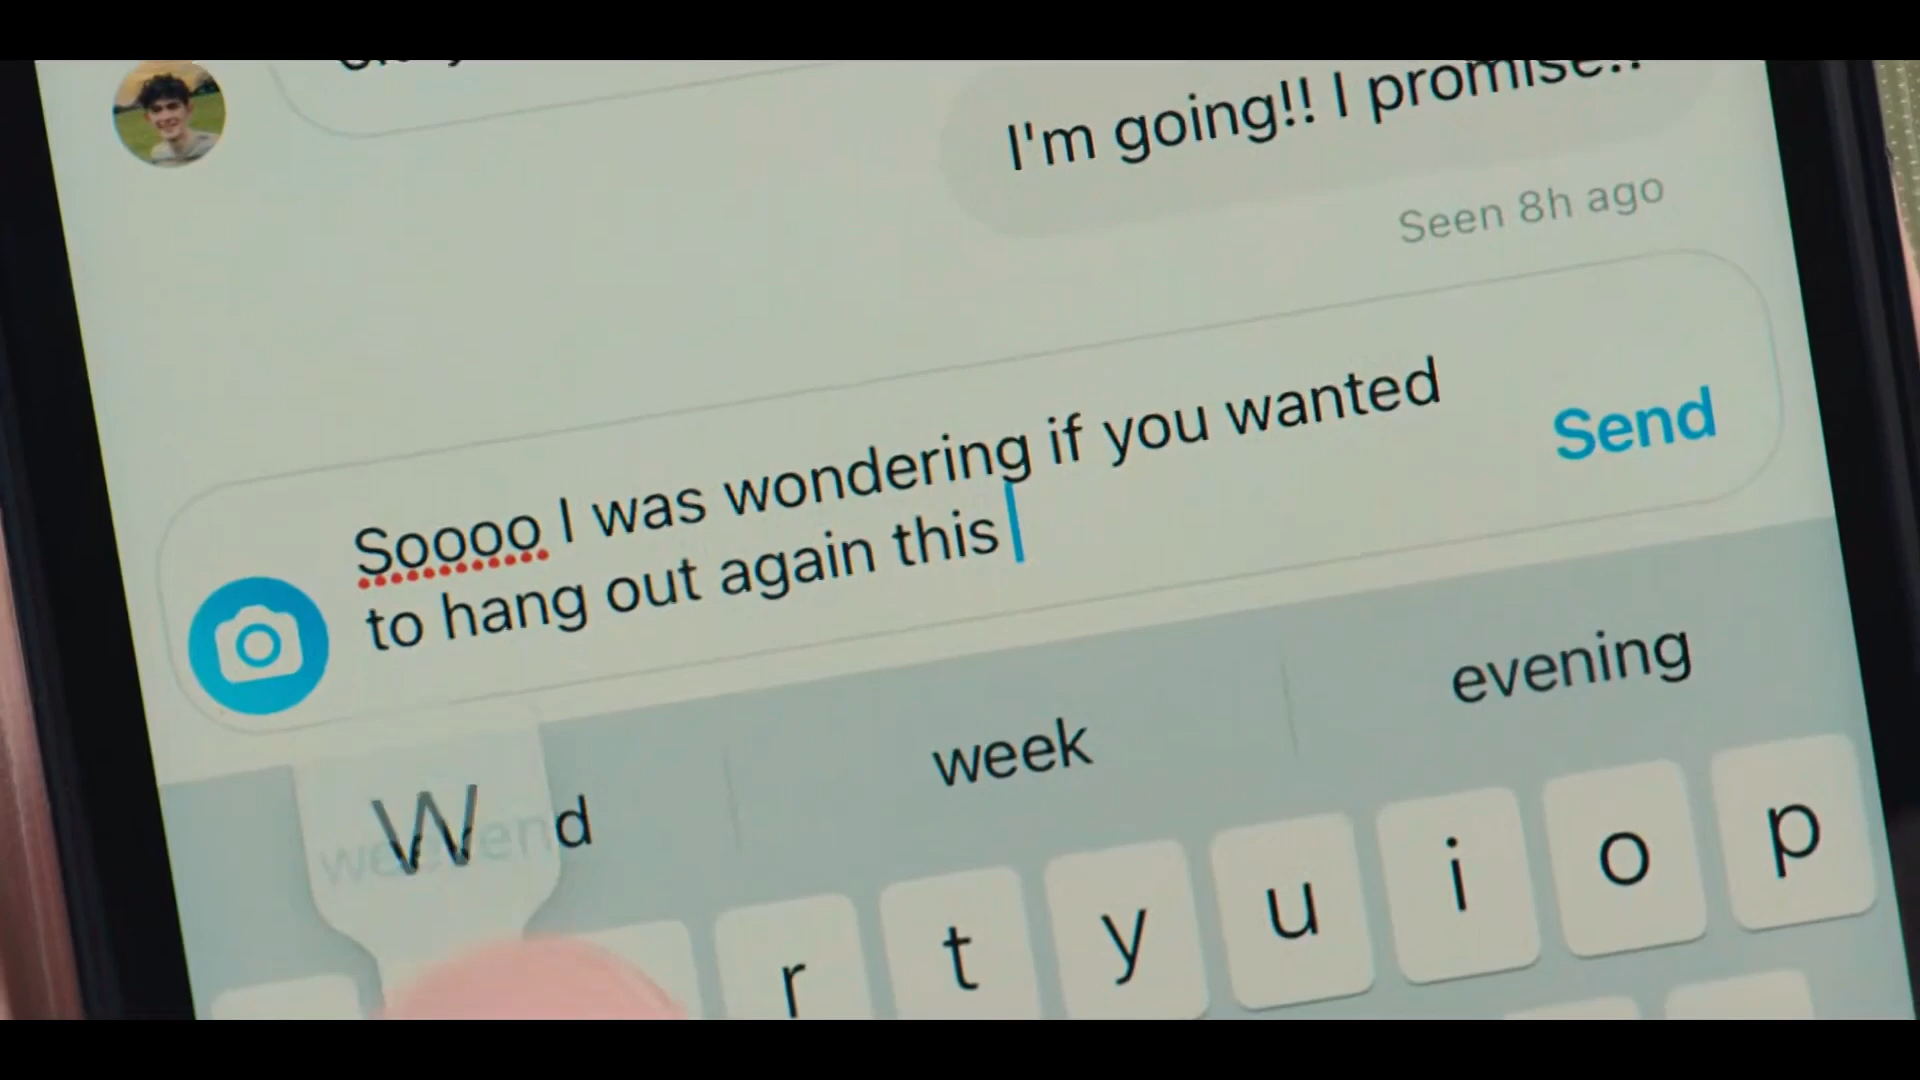 I'm going!! I promise!!
Seen 8h ago
Soooo I was wondering if you wanted
to hang out again this
Send
weekend
week
evening
W
r t y u i o p